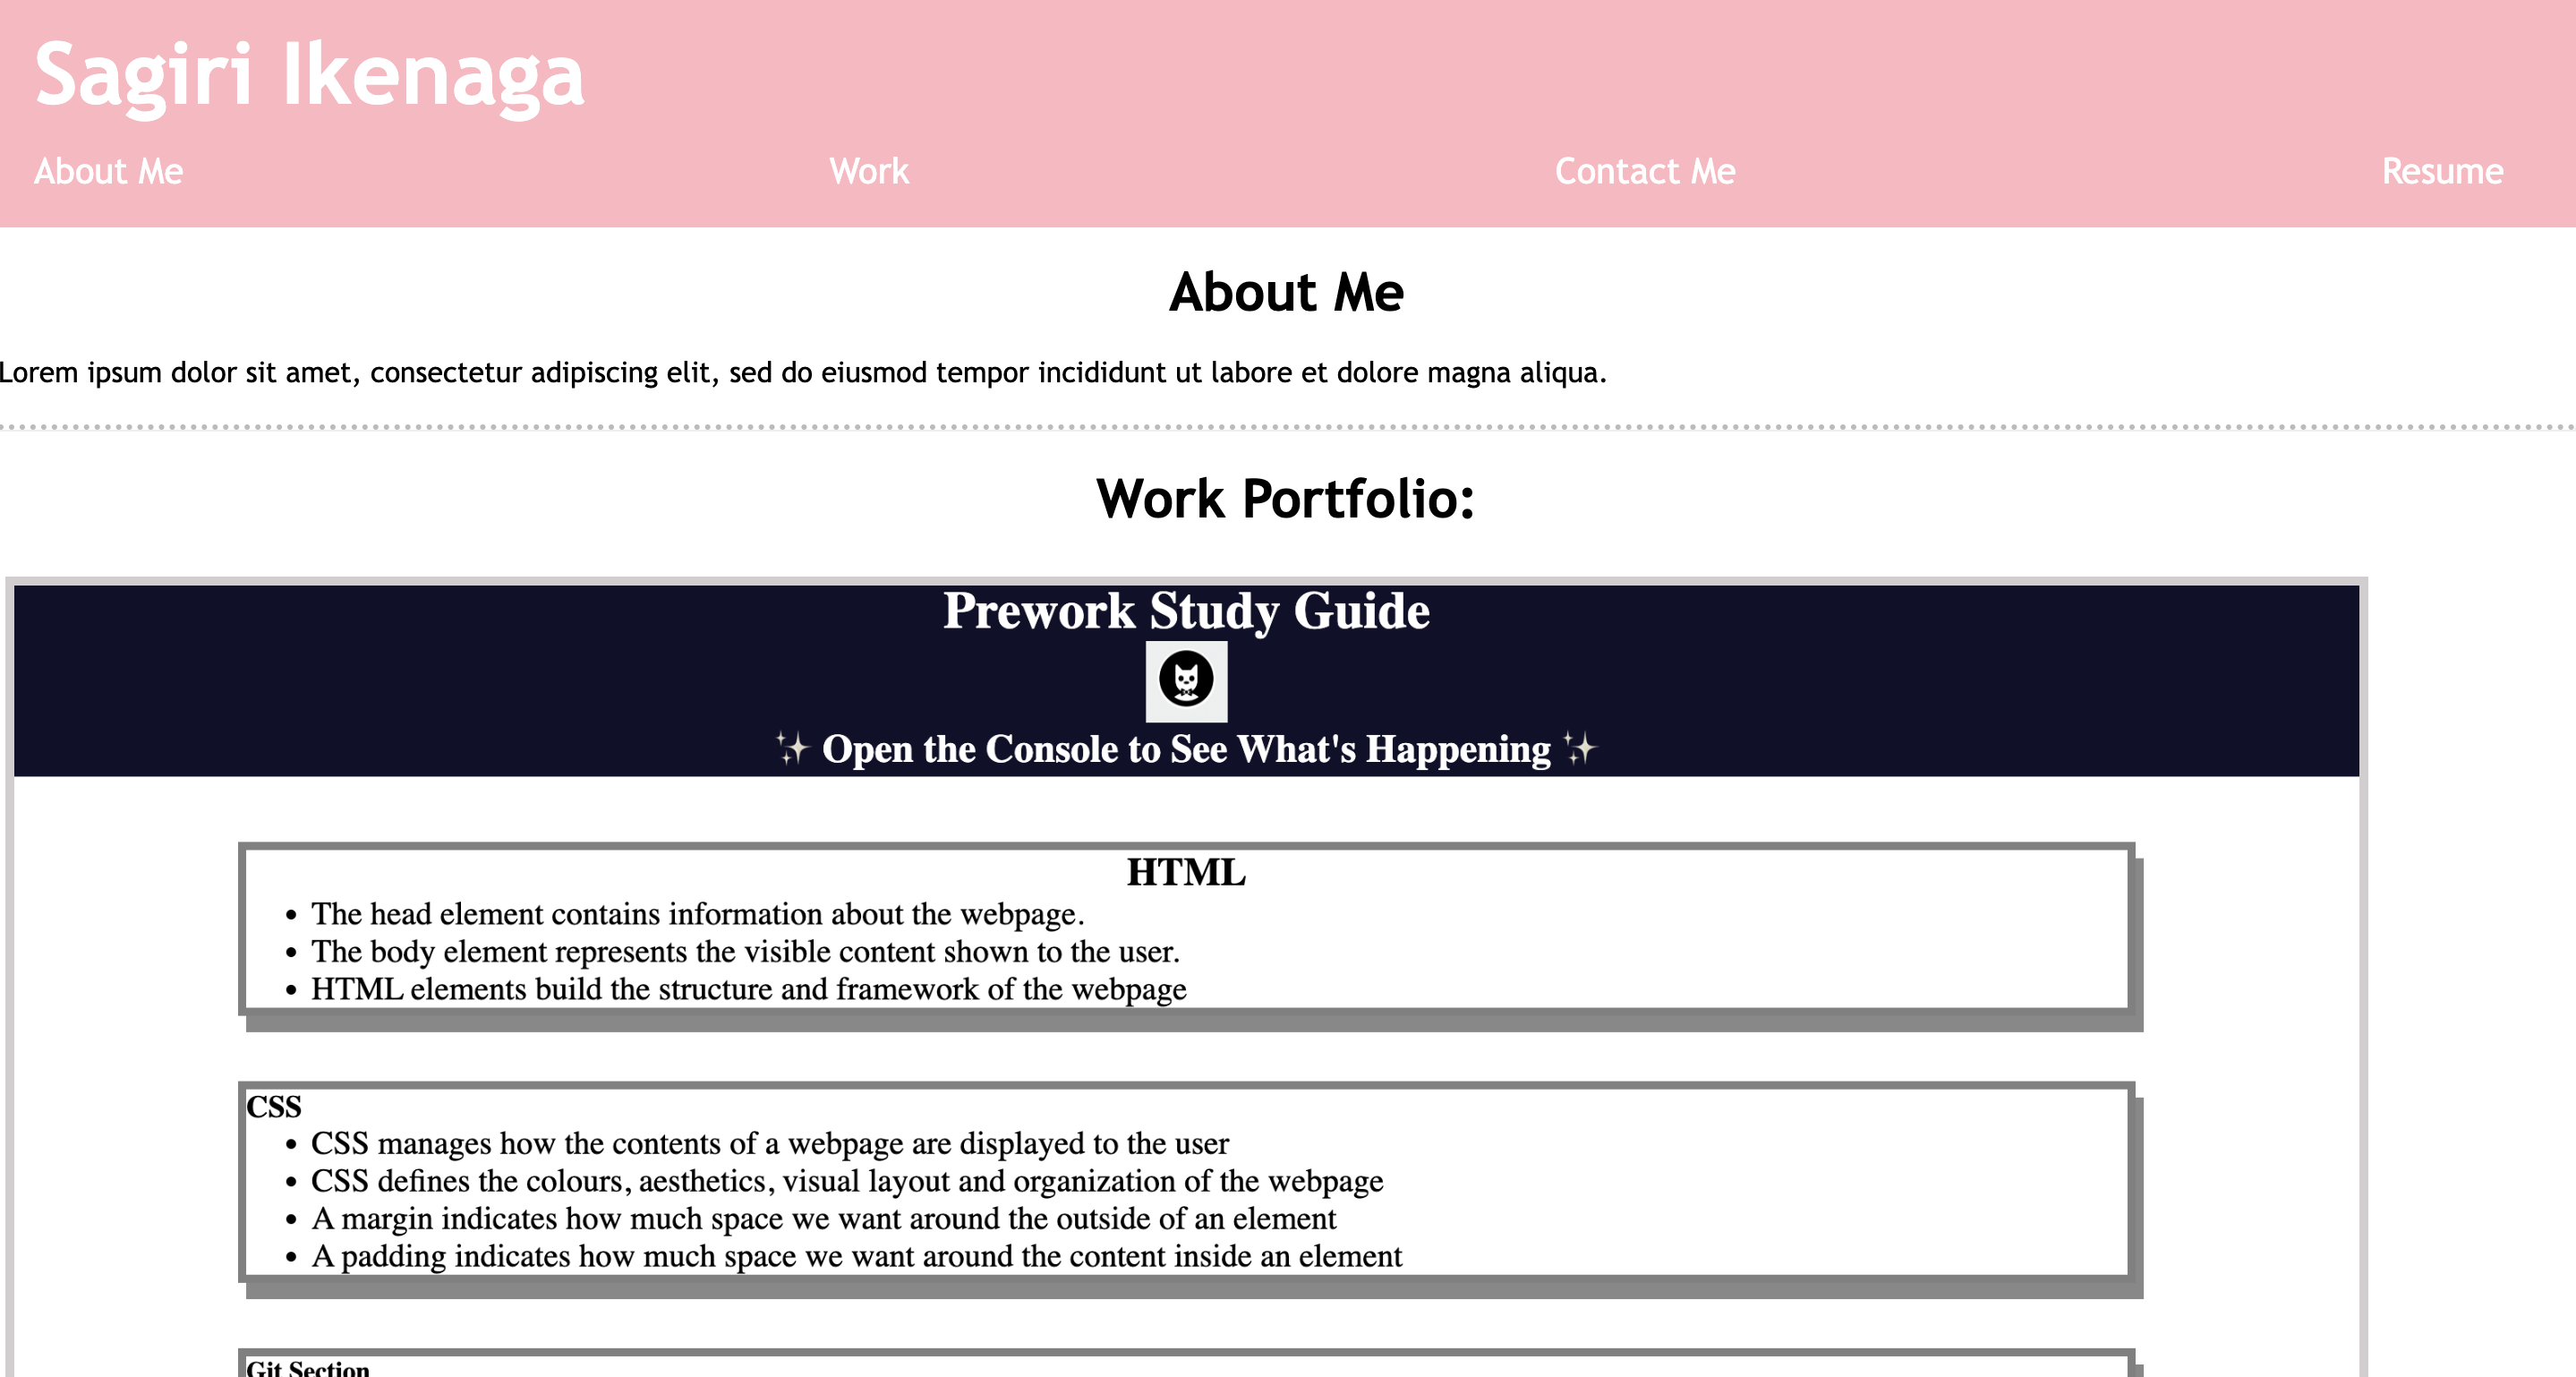 Sagiri Ikenaga
About Me Work Contact Me Resume
About Me
Lorem ipsum dolor sit amet, consectetur adipiscing elit, sed do eiusmod tempor incididunt ut labore et dolore magna aliqua.
Work Portfolio:
Prework Study Guide
✨ Open the Console to See What's Happening ✨
HTML
• The head element contains information about the webpage.
• The body element represents the visible content shown to the user.
• HTML elements build the structure and framework of the webpage
CSS
• CSS manages how the contents of a webpage are displayed to the user
• CSS defines the colours, aesthetics, visual layout and organization of the webpage
• A margin indicates how much space we want around the outside of an element
• A padding indicates how much space we want around the content inside an element
Git Section